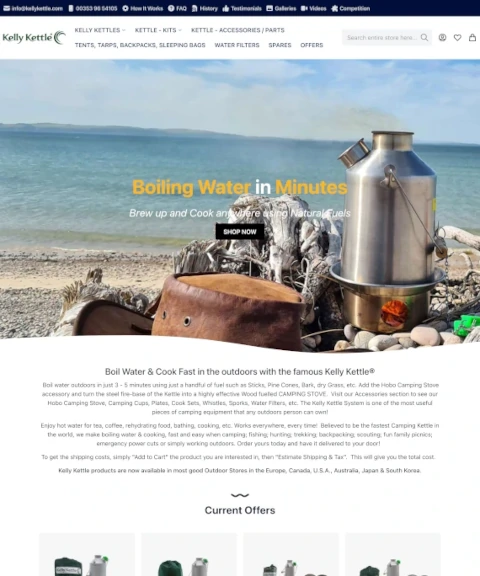 info@kellykettle.com 00353 96 54103 How it Works FAQ History Testimonials Galleries Videos Competition
KELLY KETTLES KETTLE - KITS KETTLE - ACCESSORIES / PARTS
Kelly Kettle
Search entire store here...
TENTS, TARPS, BACKPACKS, SLEEPING BAGS WATER FILTERS SPARES OFFERS
Boiling Water in Minutes
Brew up and Cook anywhere using Natural Fuels
SHOP NOW
Boil Water & Cook Fast in the outdoors with the famous Kelly Kettle®
Boil water outdoors in just 3 - 5 minutes using just a handful of fuel such as Sticks, Pine Cones, Bark, dry Grass, etc. Add the Hobo Camping Stove
accessory and turn the steel fire-base of the Kettle into a highly effective Wood fuelled CAMPING STOVE. Visit our Accessories section to see our
Hobo Camping Stove, Camping Cups, Plates, Cook Sets, Whistles, Sporks, Water Filters, etc. The Kelly Kettle System is one of the most useful
pieces of camping equipment that any outdoors person can own!
Enjoy hot water for tea, coffee, rehydrating food, bathing, cooking, etc. Works everywhere, every time! Believed to be the fastest Camping Kettle in
the world, we make boiling water & cooking, fast and easy when camping; fishing; hunting; trekking; backpacking; scouting; fun family picnic;
emergency power cuts or simply working outdoors. Order yours today and have it delivered to your door!
To get the shipping costs, simply "Add to Cart" the product you are interested in, then "Estimate Shipping & Tax". This will give you the total cost.
Kelly Kettle products are now available in most good Outdoor Stores in the Europe, Canada, U.S.A., Australia, Japan & South Korea.
Current Offers